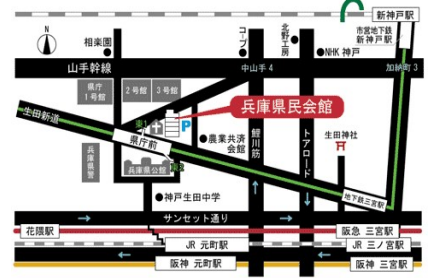 新神戸駅
N
相楽園
コープ
北野工房
NHK 神戸
市営地下鉄
新神戸駅
山手幹線
中山手 4
加納町 3
県庁
1号館
2号館
3号館
兵庫県民会館
東1
P
生田新道
県庁前
農業共済
会館
鯉川筋
トアロード
生田神社
兵庫県警
兵庫県公館
東2
神戸生田中学
地下鉄三宮駅
サンセット通り
花隈駅
阪急 三宮駅
JR 元町駅
JR 三ノ宮駅
阪神 元町駅
阪神 三宮駅